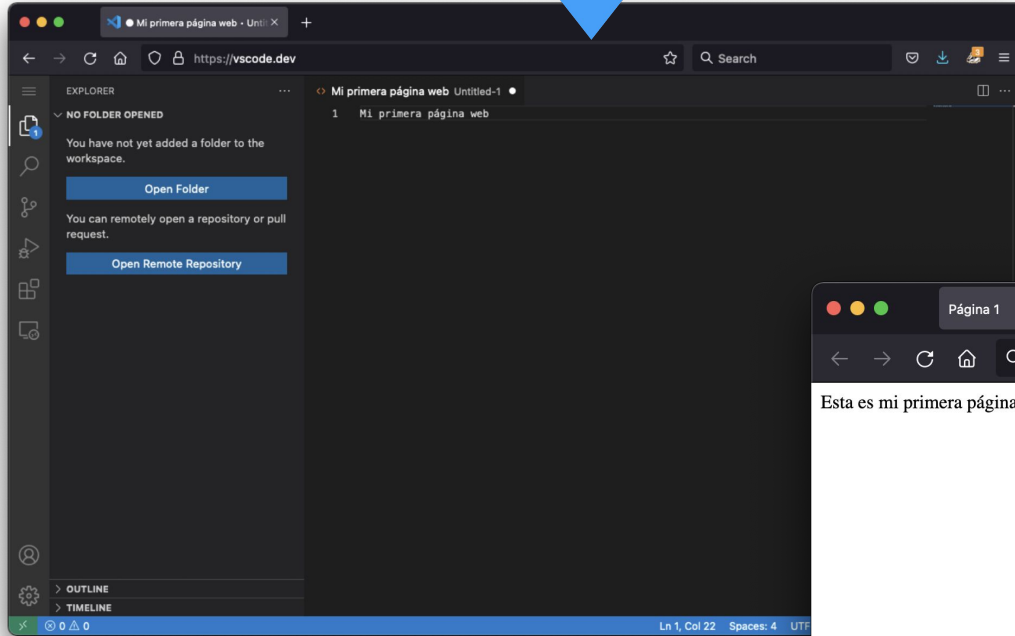 Mi primera página web • Unti
https://vscode.dev
Search
3
EXPLORER
Mi primera página web Untitled-1
NO FOLDER OPENED
1 Mi primera página web
1
You have not yet added a folder to the
workspace.
Open Folder
You can remotely open a repository or pull
request.
Open Remote Repository
Página 1
Esta es mi primera página
OUTLINE
TIMELINE
0 0
Ln 1, Col 22 Spaces: 4 UTF